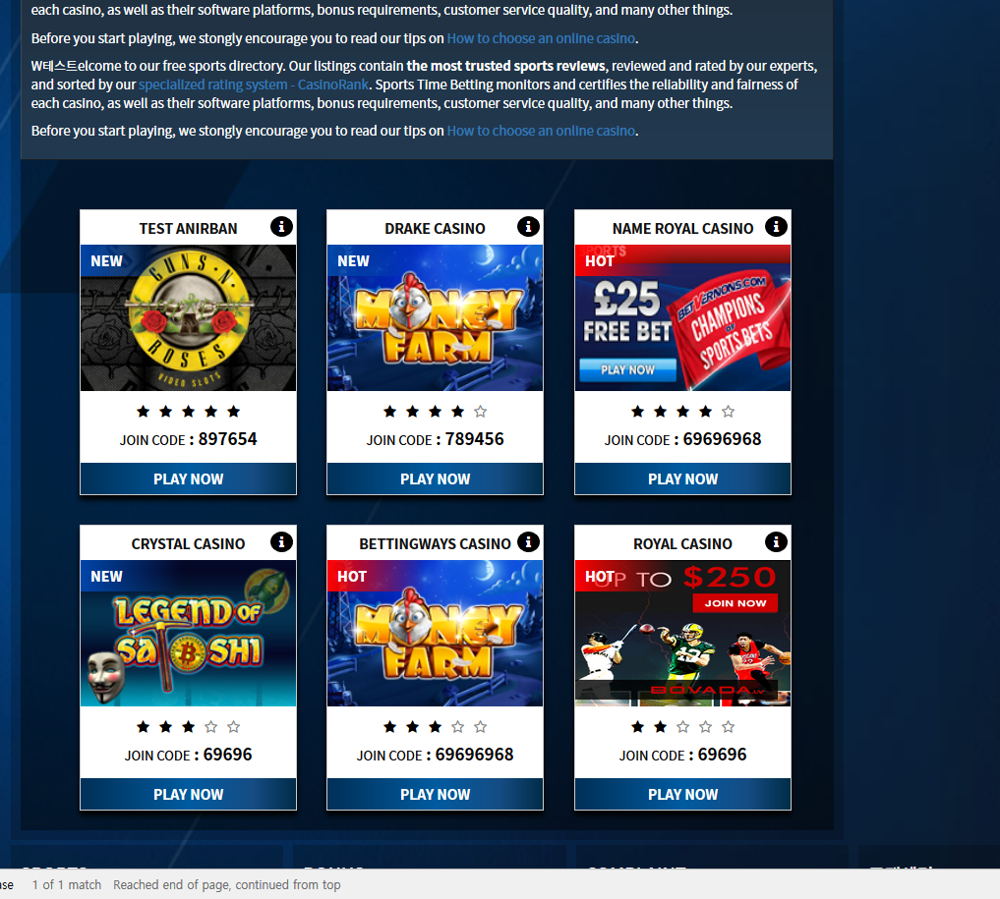 each casino, as well as their software platforms, bonus requirements, customer service quality, and many other things.
Before you start playing, we stongly encourage you to read our tips on How to choose an online casino.
W테스트elcome to our free sports directory. Our listings contain the most trusted sports reviews, reviewed and rated by our experts,
and sorted by our specialized rating system - CasinoRank. Sports Time Betting monitors and certifies the reliability and fairness of
each casino, as well as their software platforms, bonus requirements, customer service quality, and many other things.
Before you start playing, we stongly encourage you to read our tips on How to choose an online casino.
TEST ANIRBAN
NEW
GUNS N' ROSES
VIDEO SLOTS
JOIN CODE : 897654
PLAY NOW
DRAKE CASINO
NEW
MONEY
FARM
JOIN CODE : 789456
PLAY NOW
NAME ROYAL CASINO
SPORTS
HOT
£25
FREE BET
PLAY NOW
BETVERNONS.COM
CHAMPIONS
OF
SPORTS BETS
JOIN CODE : 69696968
PLAY NOW
CRYSTAL CASINO
NEW
LEGEND OF
SATOSHI
JOIN CODE : 69696
PLAY NOW
BETTINGWAYS CASINO
HOT
MONEY
FARM
JOIN CODE : 69696968
PLAY NOW
ROYAL CASINO
HOT
UP TO $250
JOIN NOW
BOVADA.LV
JOIN CODE : 69696
PLAY NOW
1 of 1 match Reached end of page, continued from top